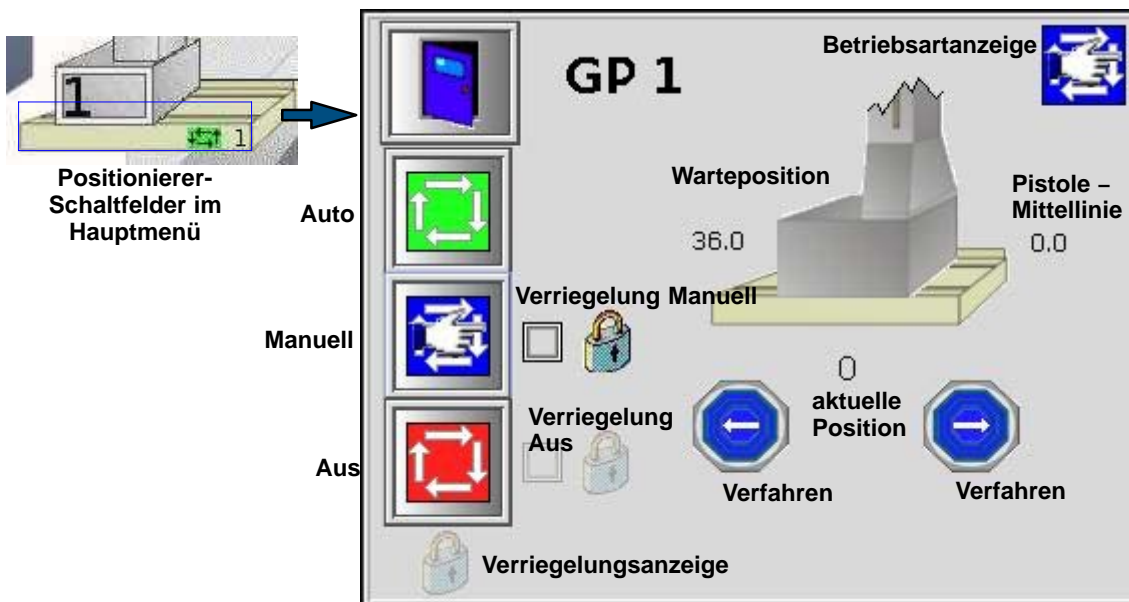 1
1
Positionierer-
Schaltfelder im
Hauptmenü
GP 1
Betriebsartanzeige
Auto
Warteposition
36.0
Pistole –
Mittellinie
0.0
Manuell
Verriegelung Manuell
Aus
Verriegelung
Aus
0
aktuelle
Position
Verfahren
Verfahren
Verriegelungsanzeige